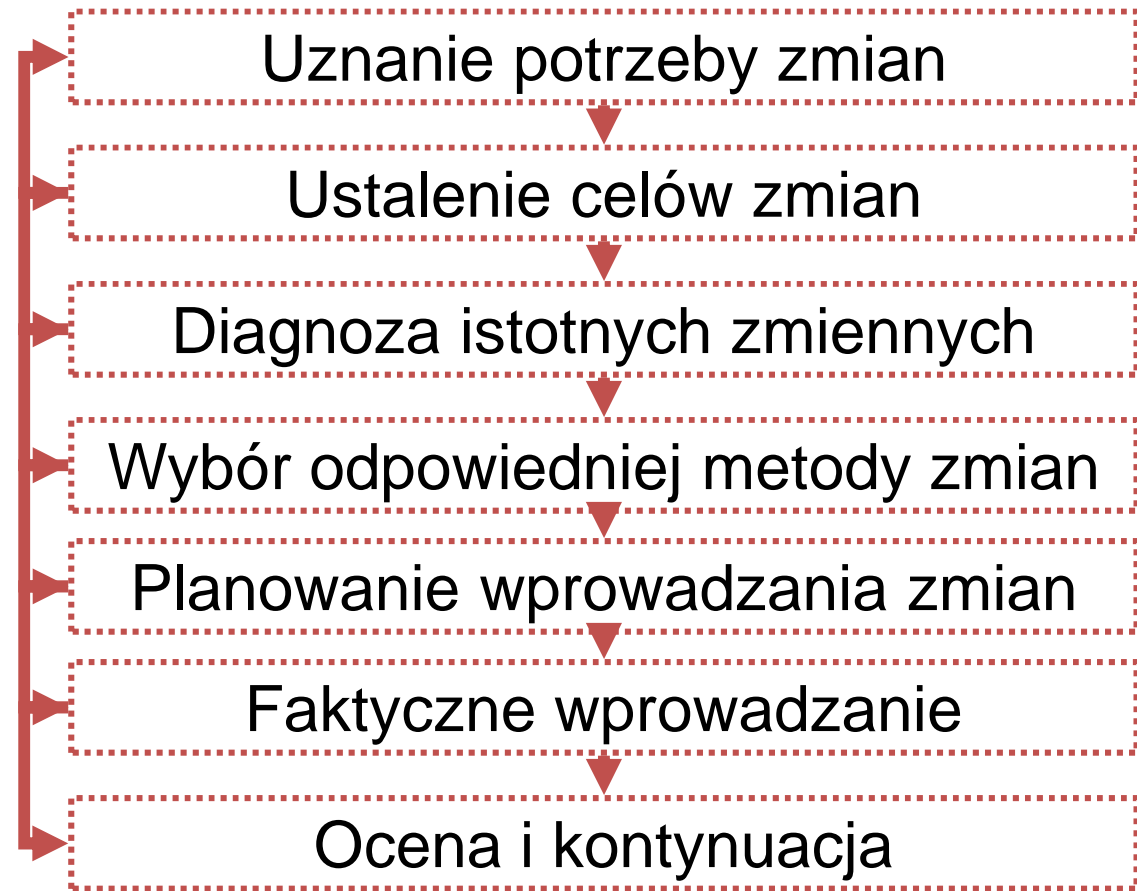 Uznanie potrzeby zmian
Ustalenie celów zmian
Diagnoza istotnych zmiennych
Wybór odpowiedniej metody zmian
Planowanie wprowadzania zmian
Faktyczne wprowadzanie
Ocena i kontynuacja